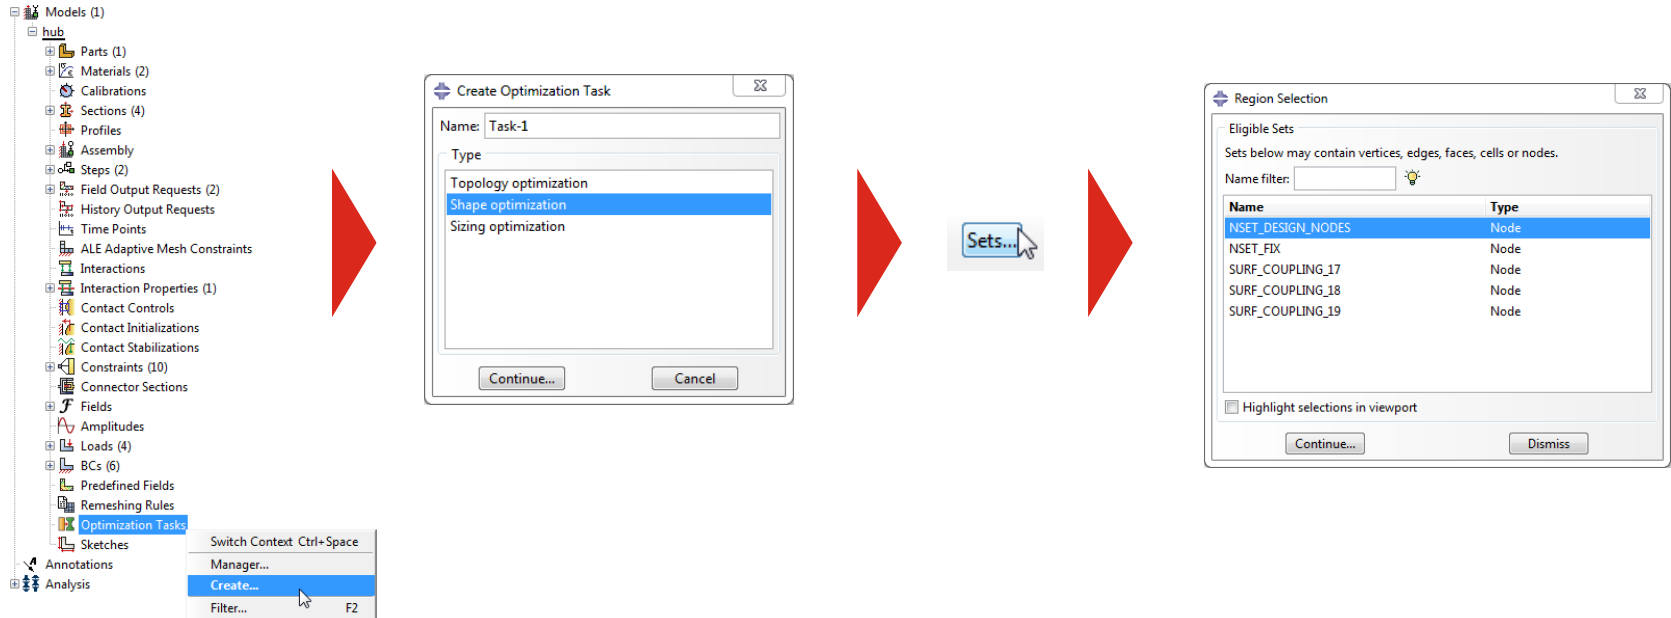 Models (1)
hub
Parts (1)
Materials (2)
Calibrations
Sections (4)
Profiles
Assembly
Steps (2)
Field Output Requests (2)
History Output Requests
Time Points
ALE Adaptive Mesh Constraints
Interactions
Interaction Properties (1)
Contact Controls
Contact Initializations
Contact Stabilizations
Constraints (10)
Connector Sections
Fields
Amplitudes
Loads (4)
BCs (6)
Predefined Fields
Remeshing Rules
Optimization Tasks
Sketches
Annotations
Analysis
Switch Context Ctrl+Space
Manager...
Create...
Filter... F2
Create Optimization Task
Name: Task-1
Type
Topology optimization
Shape optimization
Sizing optimization
Continue... Cancel
Sets...
Region Selection
Eligible Sets
Sets below may contain vertices, edges, faces, cells or nodes.
Name filter:
Name Type
NSET_DESIGN_NODES Node
NSET_FIX Node
SURF_COUPLING_17 Node
SURF_COUPLING_18 Node
SURF_COUPLING_19 Node
Highlight selections in viewport
Continue... Dismiss